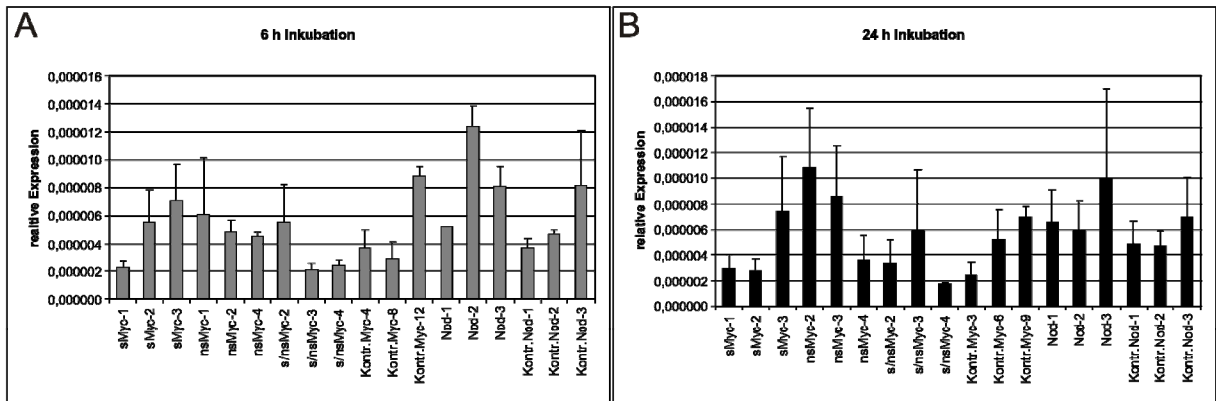 A
6 h Inkubation
realtive Expression
0,000016
0,000014
0,000012
0,000010
0,000008
0,000006
0,000004
0,000002
0,000000
sMyc-1
sMyc-2
sMyc-3
nsMyc-1
nsMyc-2
nsMyc-4
s/nsMyc-2
s/nsMyc-3
s/nsMyc-4
Kontr.Myc-4
Kontr.Myc-8
Kontr.Myc-12
Nod-1
Nod-2
Nod-3
Kontr.Nod-1
Kontr.Nod-2
Kontr.Nod-3
B
24 h Inkubation
relative Expression
0,000018
0,000016
0,000014
0,000012
0,000010
0,000008
0,000006
0,000004
0,000002
0,000000
sMyc-1
sMyc-2
sMyc-3
nsMyc-2
nsMyc-3
nsMyc-4
s/nsMyc-2
s/nsMyc-3
s/nsMyc-4
Kontr.Myc-3
Kontr.Myc-6
Kontr.Myc-9
Nod-1
Nod-2
Nod-3
Kontr.Nod-1
Kontr.Nod-2
Kontr.Nod-3